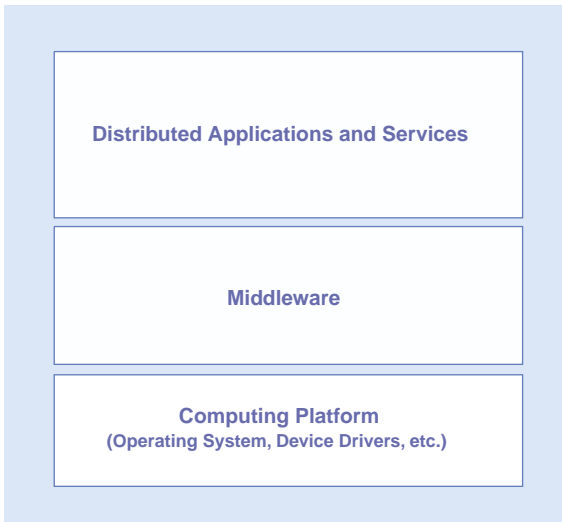 Distributed Applications and Services
Middleware
Computing Platform
(Operating System, Device Drivers, etc.)